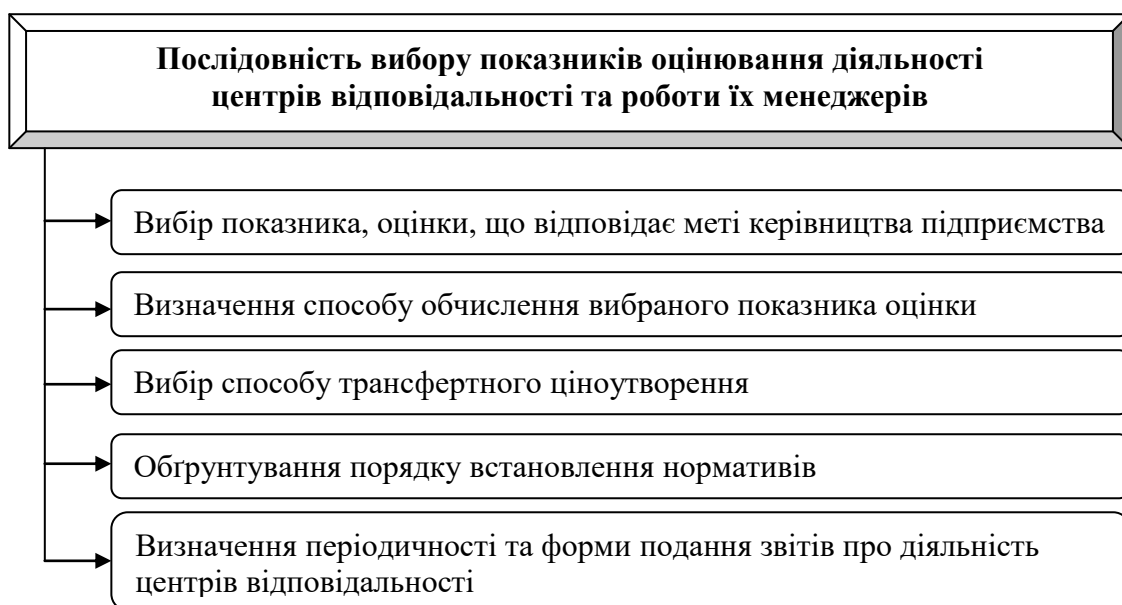 Послідовність вибору показників оцінювання діяльності
центрів відповідальності та роботи їх менеджерів
Вибір показника, оцінки, що відповідає меті керівництва підприємства
Визначення способу обчислення вибраного показника оцінки
Вибір способу трансфертного ціноутворення
Обґрунтування порядку встановлення нормативів
Визначення періодичності та форми подання звітів про діяльність
центрів відповідальності